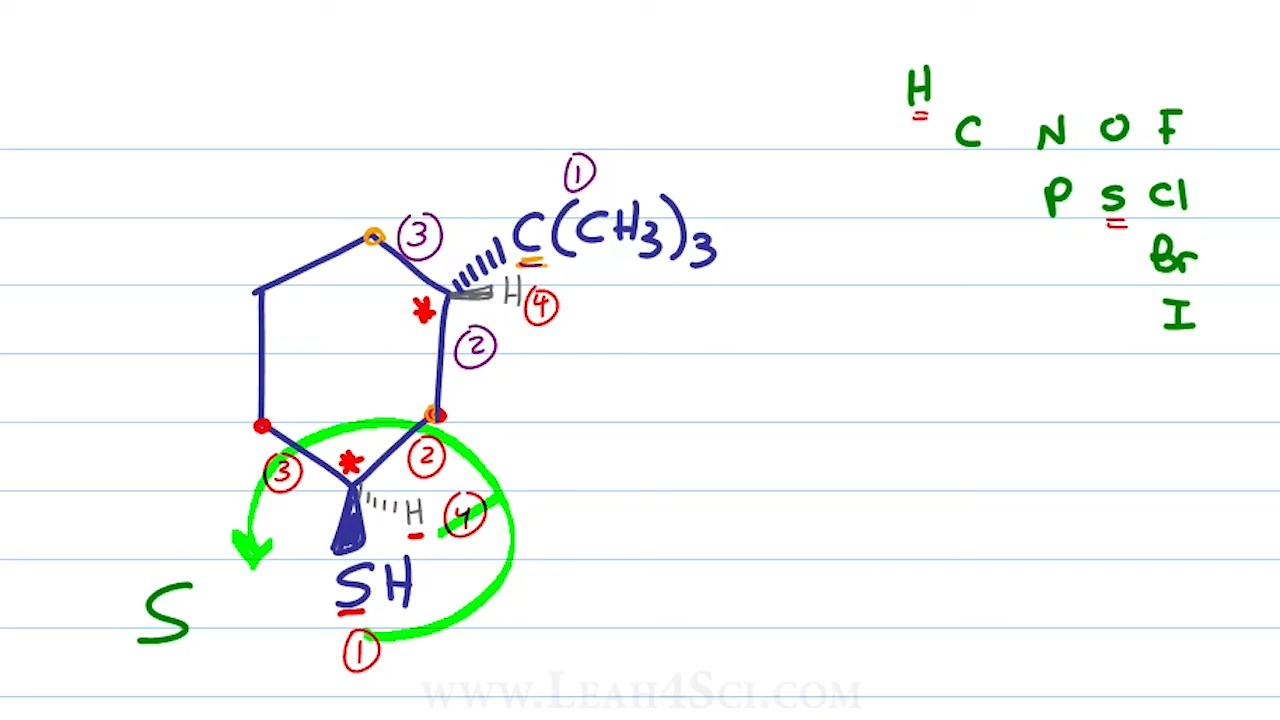 H
C N O F
P S Cl
Br
I
①
③ C(CH3)3
* H ④
②
③ * ②
H ④
SH
S
①
www.Leah4Sci.com